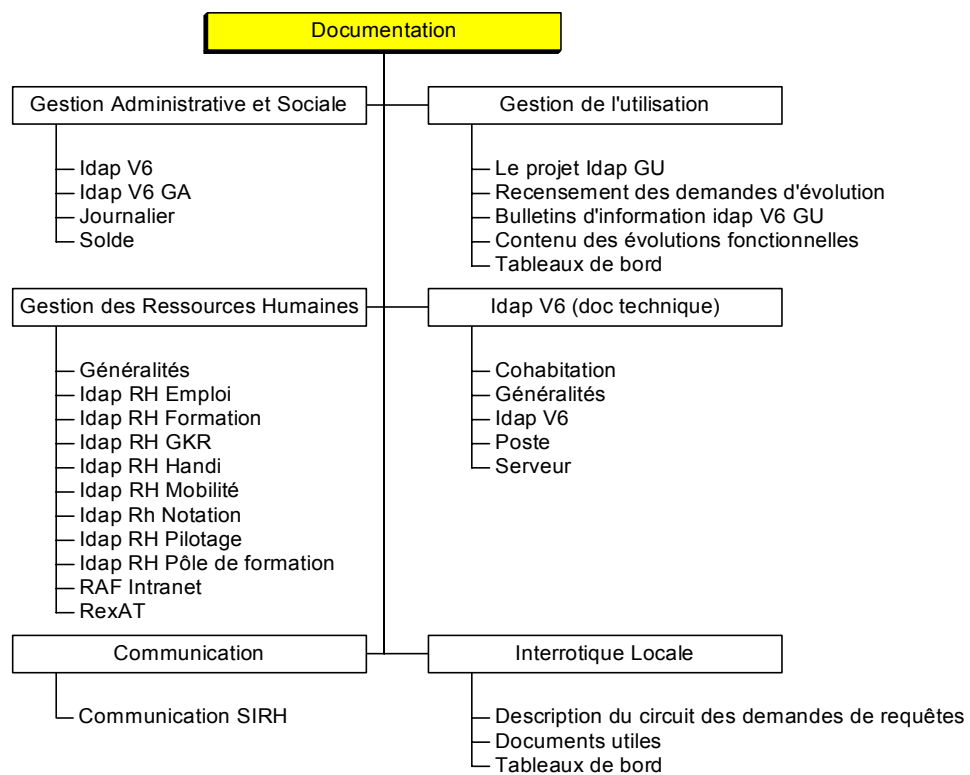 Documentation
Gestion Administrative et Sociale
Idap V6
Idap V6 GA
Journalier
Solde
Gestion de l'utilisation
Le projet Idap GU
Recensement des demandes d'évolution
Bulletins d'information idap V6 GU
Contenu des évolutions fonctionnelles
Tableaux de bord
Gestion des Ressources Humaines
Généralités
Idap RH Emploi
Idap RH Formation
Idap RH GKR
Idap RH Handi
Idap RH Mobilité
Idap Rh Notation
Idap RH Pilotage
Idap RH Pôle de formation
RAF Intranet
RexAT
Idap V6 (doc technique)
Cohabitation
Généralités
Idap V6
Poste
Serveur
Communication
Communication SIRH
Interrotique Locale
Description du circuit des demandes de requêtes
Documents utiles
Tableaux de bord